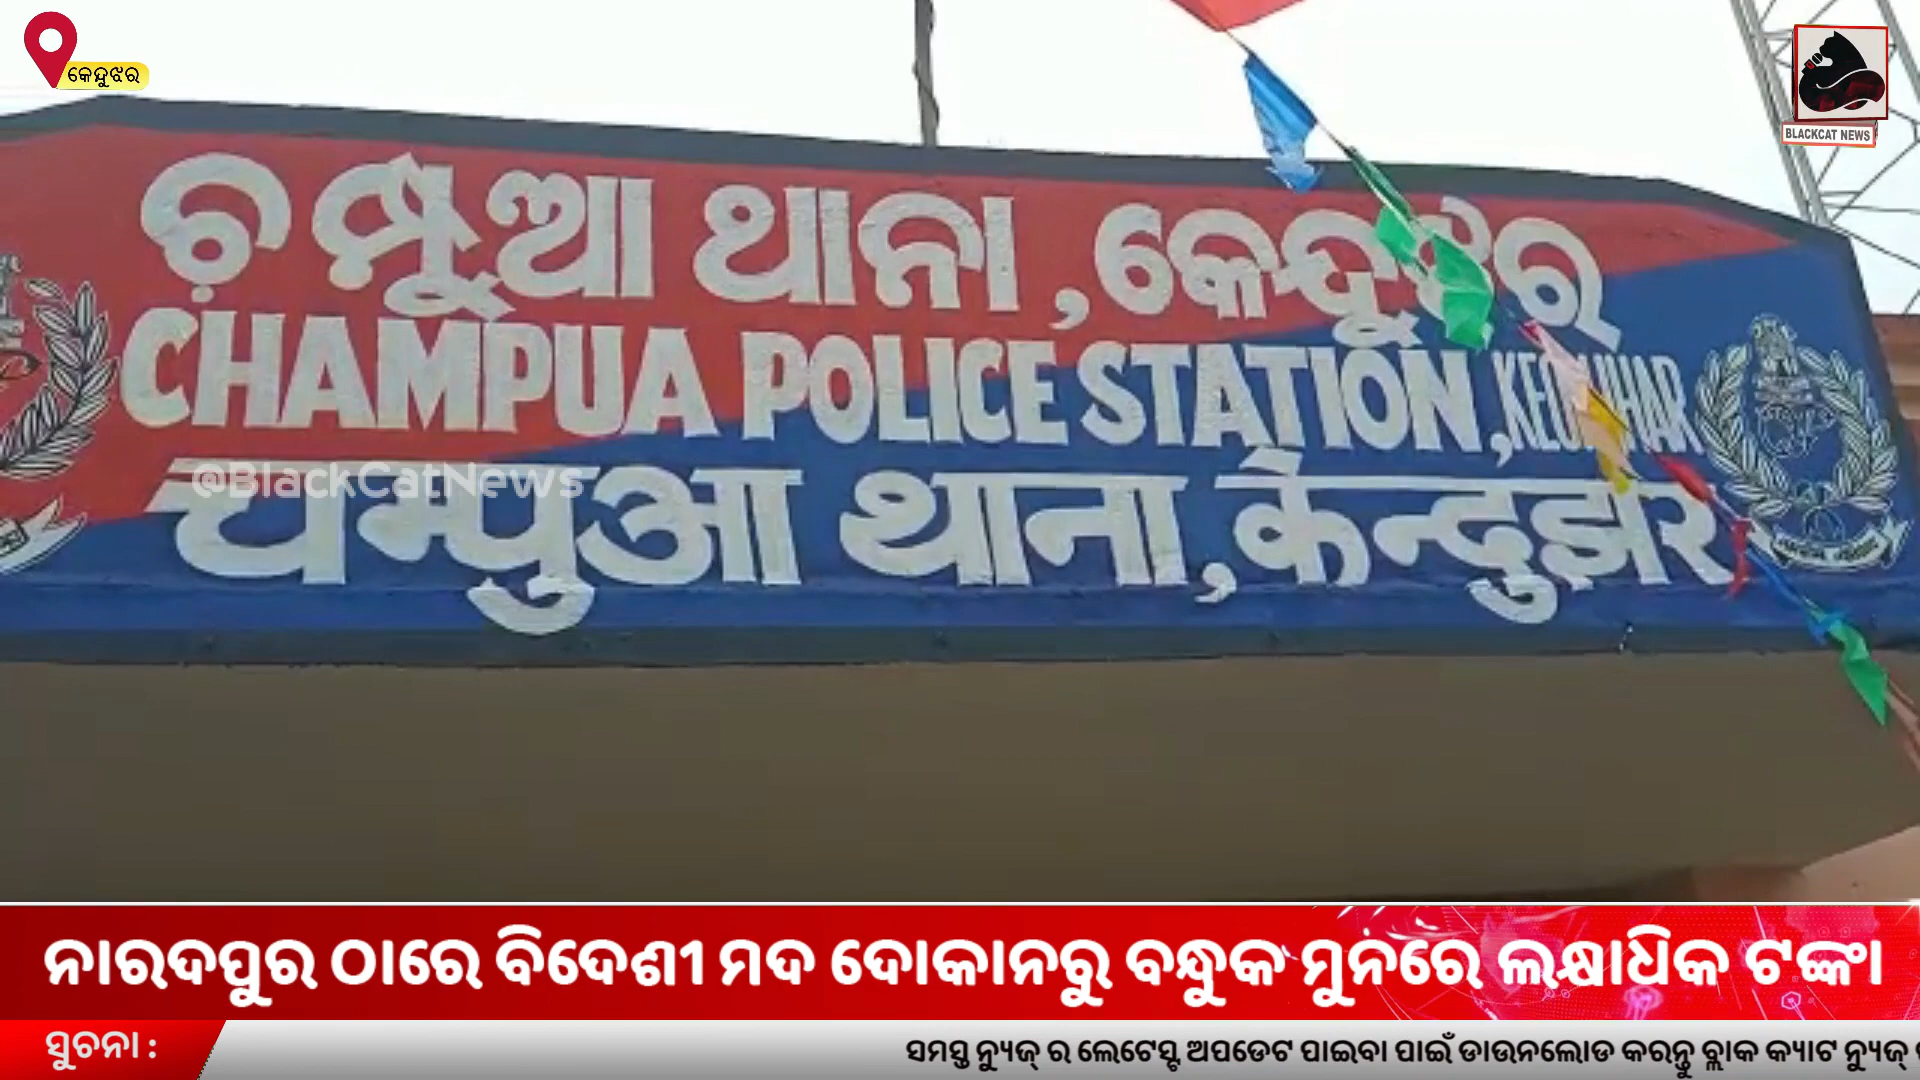 କେନ୍ଦୁଝର
BLACKCAT NEWS
ଚମ୍ପୁଆ ଥାନା, କେନ୍ଦୁଝର
CHAMPUA POLICE STATION, KEONJHAR
@BlackCatNews
चम्पुआ थाना, केन्दुझर
ନାରଦପୁର ଠାରେ ବିଦେଶୀ ମଦ ଦୋକାନରୁ ବନ୍ଧୁକ ମୁନରେ ଲକ୍ଷାଧିକ ଟଙ୍କା
ସୁଚନା :
ସମସ୍ତ ନ୍ୟୁଜ୍ ର ଲେଟେସ୍ଟ ଅପଡେଟ ପାଇବା ପାଇଁ ଡାଉନଲୋଡ କରନ୍ତୁ ବ୍ଲାକ କ୍ୟାଟ ନ୍ୟୁଜ୍